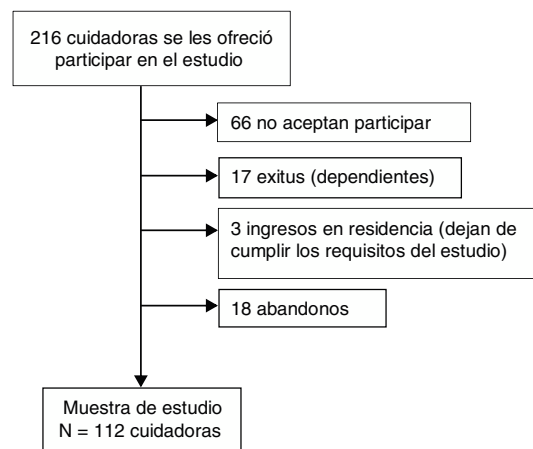 216 cuidadoras se les ofreció
participar en el estudio
66 no aceptan participar
17 exitus (dependientes)
3 ingresos en residencia (dejan de
cumplir los requisitos del estudio)
18 abandonos
Muestra de estudio
N = 112 cuidadoras